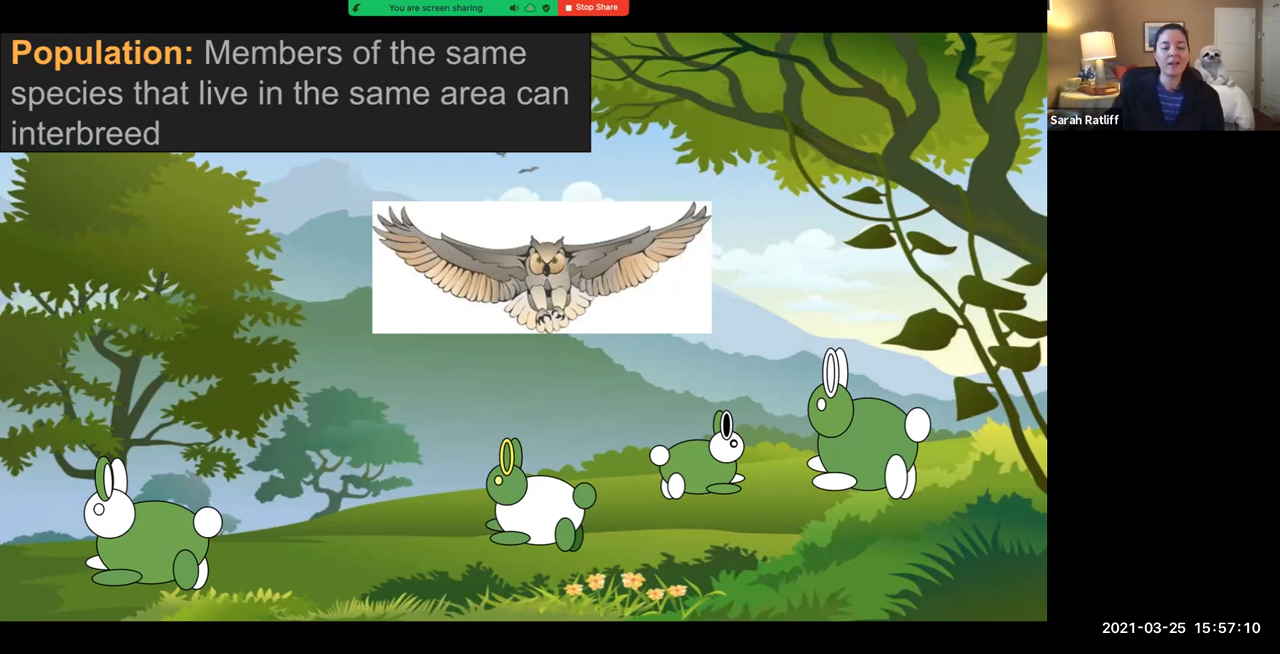 You are screen sharing
Stop Share
Population: Members of the same
species that live in the same area can
interbreed
Sarah Ratliff
2021-03-25 15:57:10